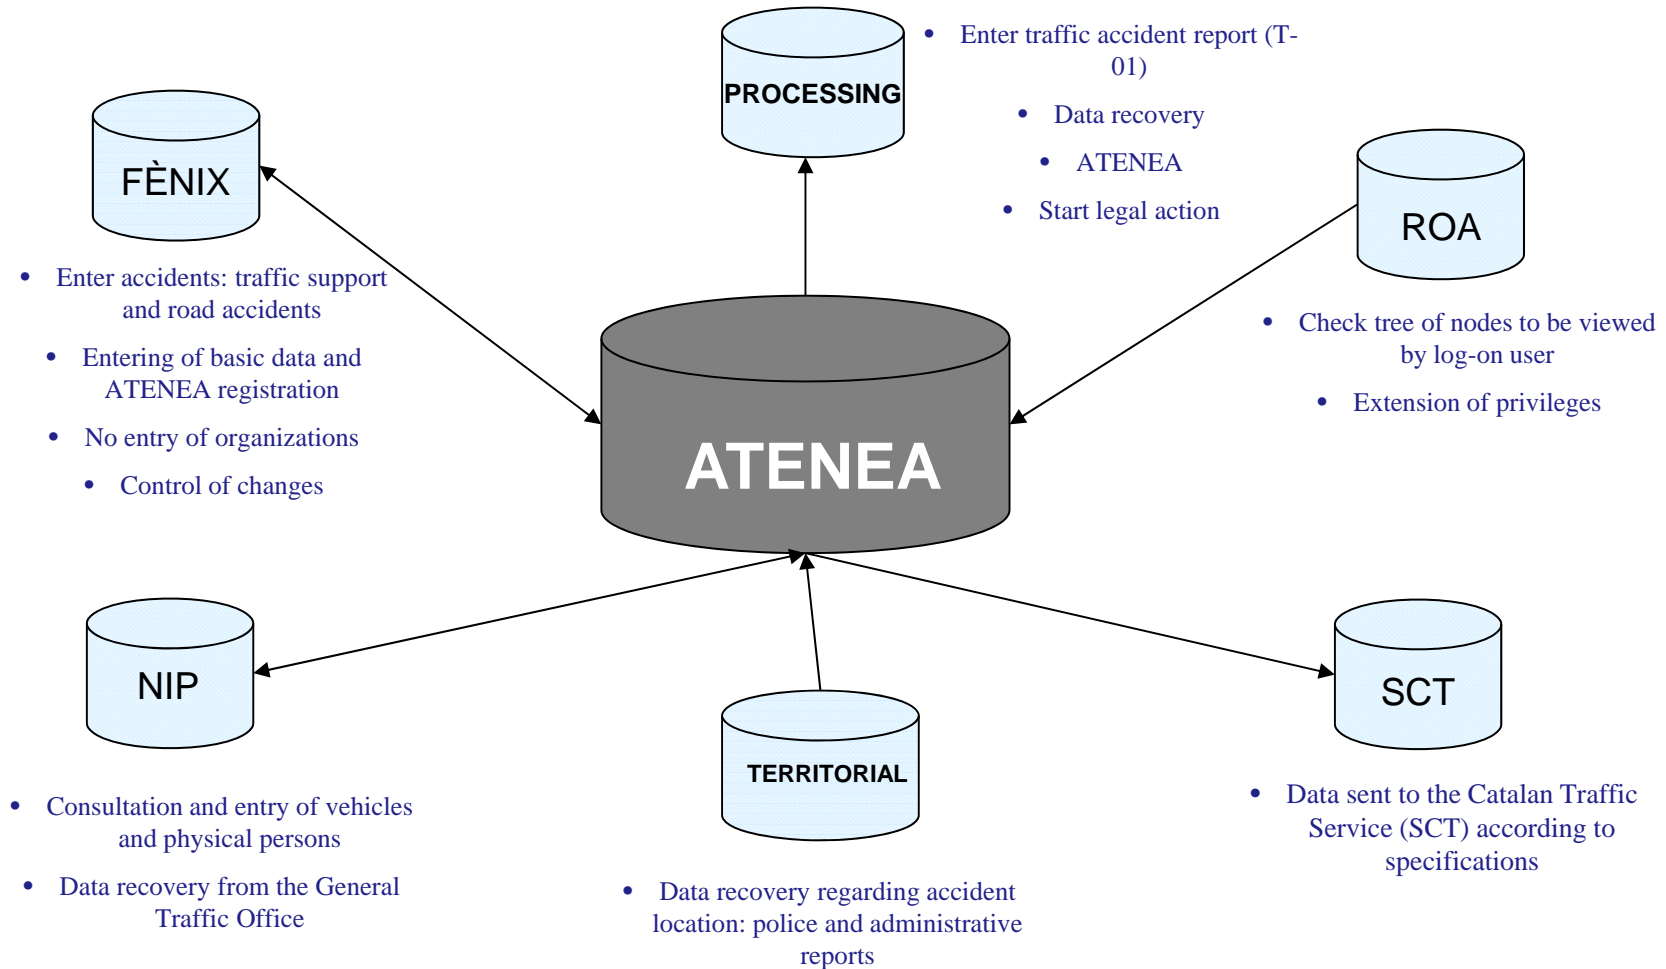 PROCESSING
• Enter traffic accident report (T-
01)
• Data recovery
• ATENEA
• Start legal action
FÈNIX
• Enter accidents: traffic support
and road accidents
• Entering of basic data and
ATENEA registration
• No entry of organizations
• Control of changes
ROA
• Check tree of nodes to be viewed
by log-on user
• Extension of privileges
ATENEA
NIP
• Consultation and entry of vehicles
and physical persons
• Data recovery from the General
Traffic Office
TERRITORIAL
• Data recovery regarding accident
location: police and administrative
reports
SCT
• Data sent to the Catalan Traffic
Service (SCT) according to
specifications